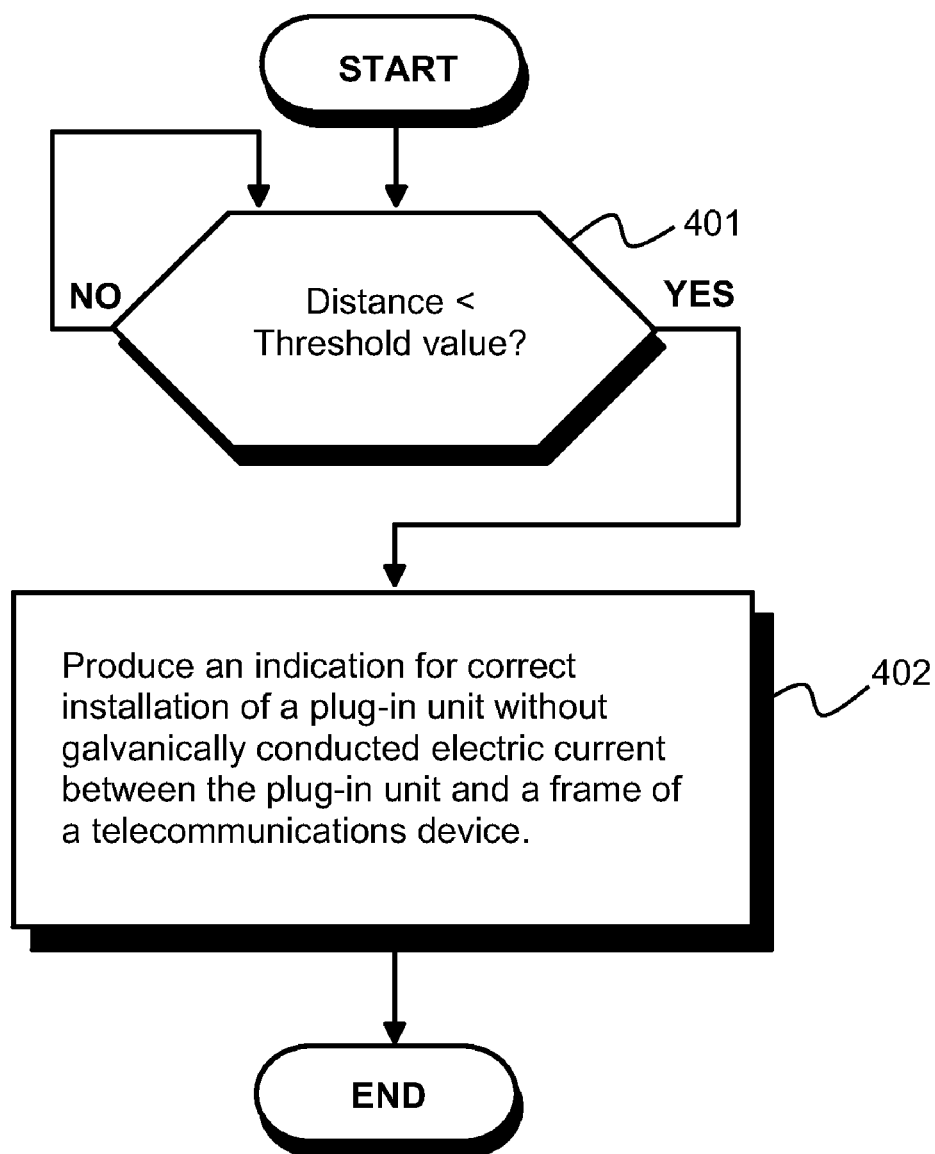 START
401
NO
YES
Distance <
Threshold value?
Produce an indication for correct
installation of a plug-in unit without
galvanically conducted electric current
between the plug-in unit and a frame of
a telecommunications device.
402
END